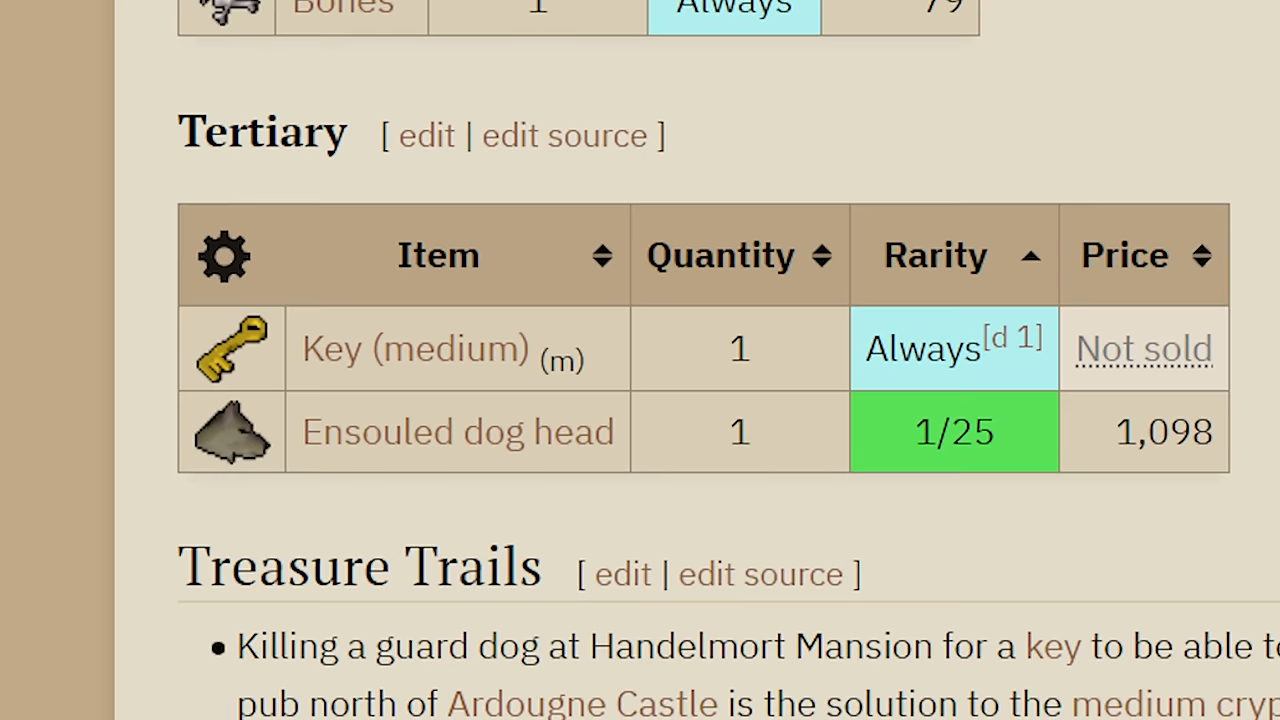 Bones 1 Always 79
Tertiary [ edit | edit source ]
Item Quantity Rarity Price
Key (medium) (m) 1 Always[d 1] Not sold
Ensouled dog head 1 1/25 1,098
Treasure Trails [ edit | edit source ]
• Killing a guard dog at Handelmort Mansion for a key to be able to
pub north of Ardougne Castle is the solution to the medium